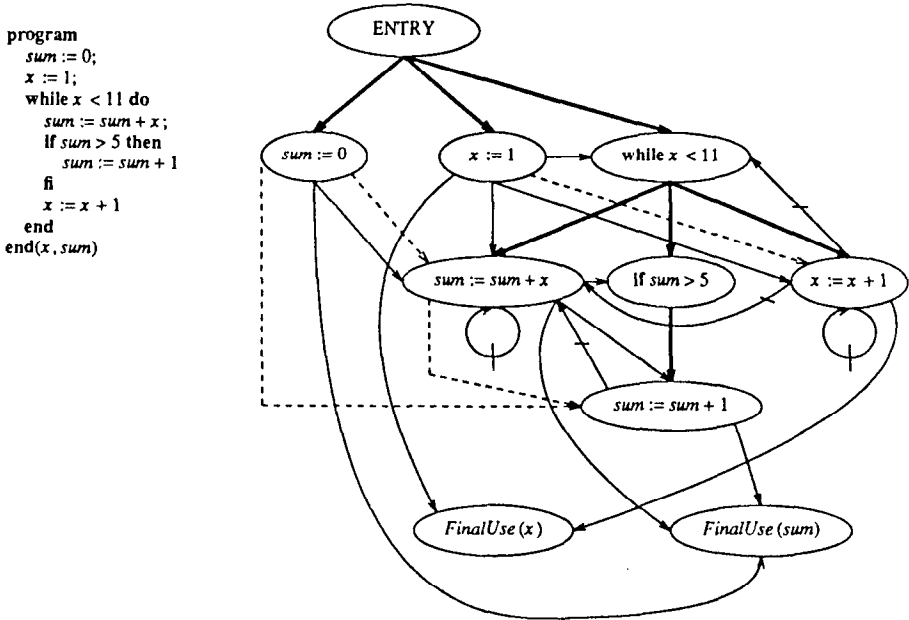 program
sum := 0;
x := 1;
while x < 11 do
sum := sum + x;
if sum > 5 then
sum := sum + 1
fi
x := x + 1
end
end(x, sum)
ENTRY
sum := 0
x := 1
while x < 11
sum := sum + x
if sum > 5
x := x + 1
sum := sum + 1
FinalUse(x)
FinalUse(sum)